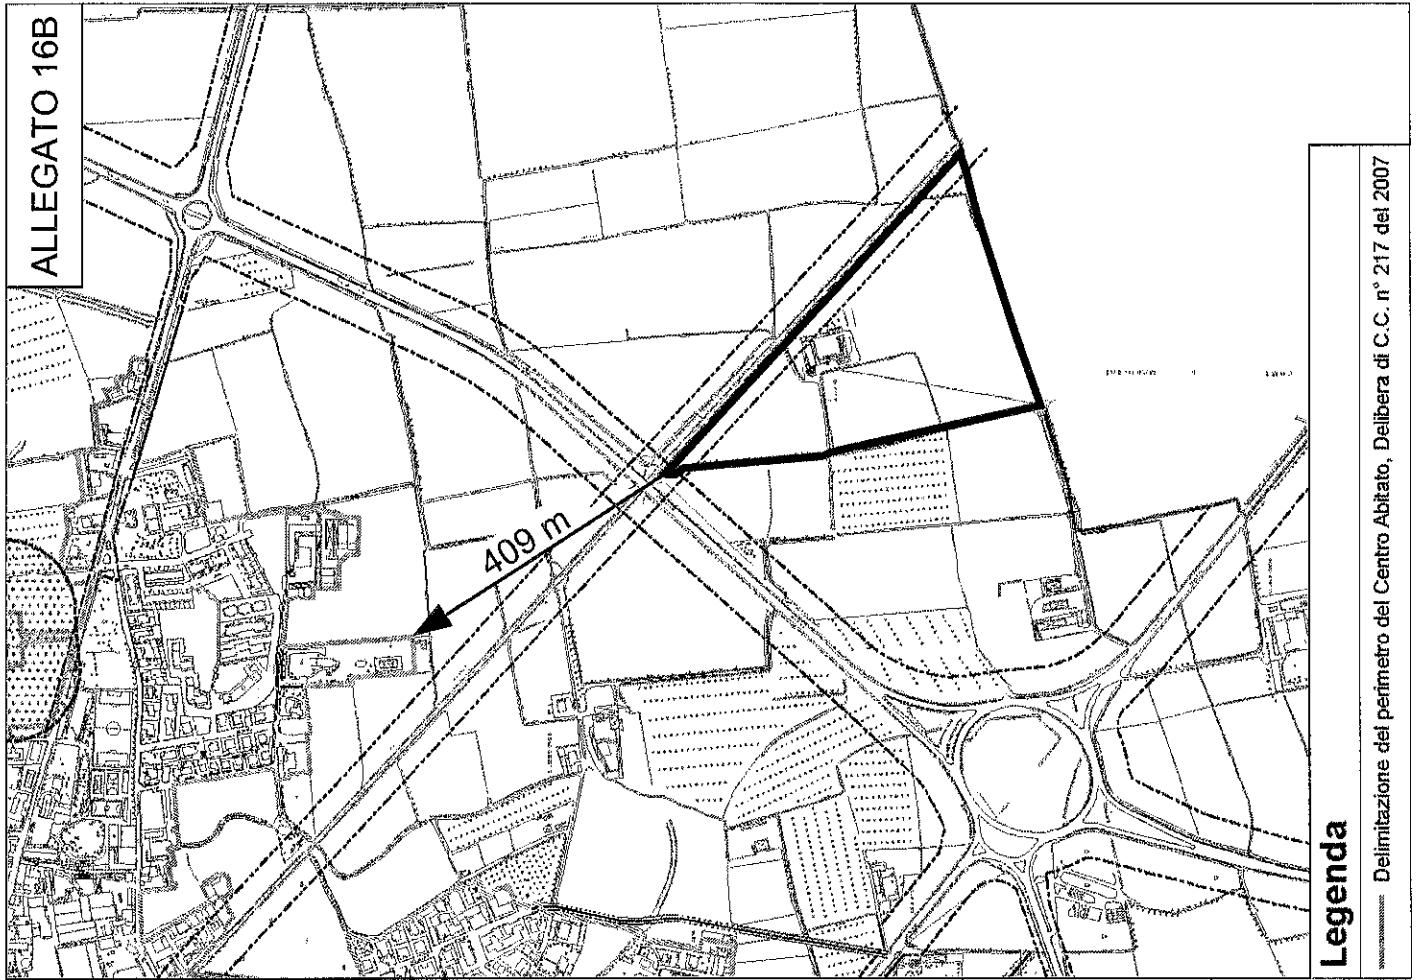 ALLEGATO 16B
409 m
Legenda
Delimitazione del perimetro del Centro Abitato, Delibera di C.C. n° 217 del 2007